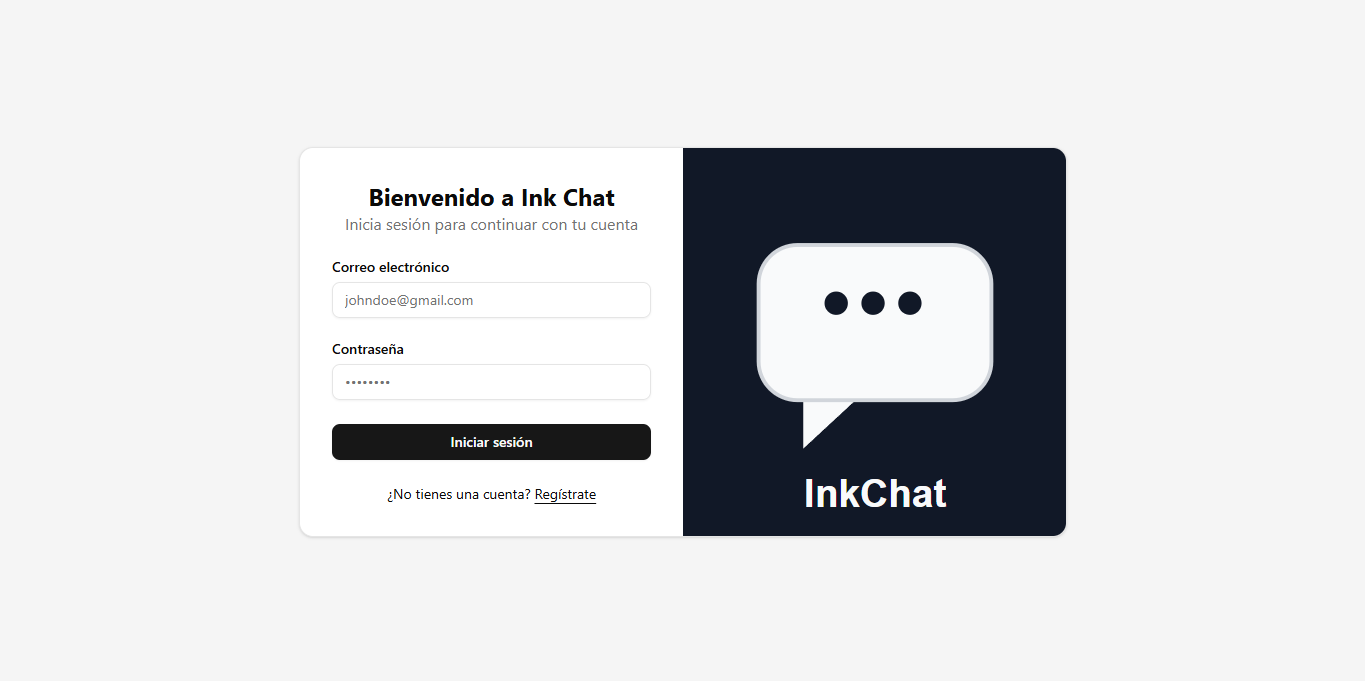 Bienvenido a Ink Chat
Inicia sesión para continuar con tu cuenta
Correo electrónico
johndoe@gmail.com
Contraseña
••••••••
Iniciar sesión
¿No tienes una cuenta? Regístrate
InkChat